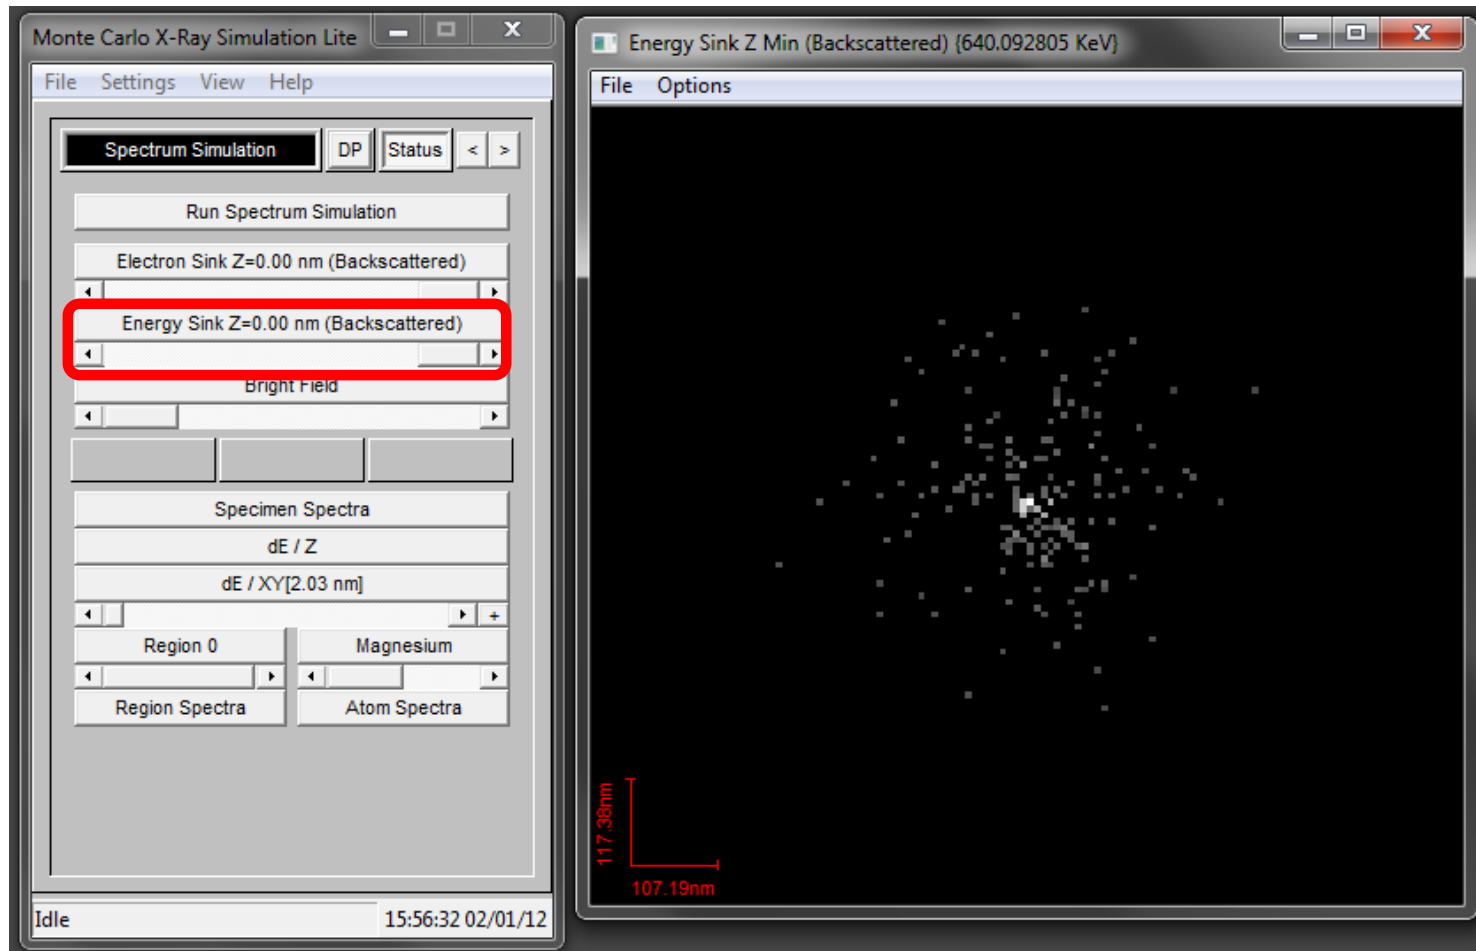 Monte Carlo X-Ray Simulation Lite
File Settings View Help
Spectrum Simulation DP Status < >
Run Spectrum Simulation
Electron Sink Z=0.00 nm (Backscattered)
Energy Sink Z=0.00 nm (Backscattered)
Bright Field
Specimen Spectra
dE / Z
dE / XY[2.03 nm]
+
Region 0 Magnesium
Region Spectra Atom Spectra
Idle 15:56:32 02/01/12
Energy Sink Z Min (Backscattered) {640.092805 KeV}
File Options
117.38nm
107.19nm